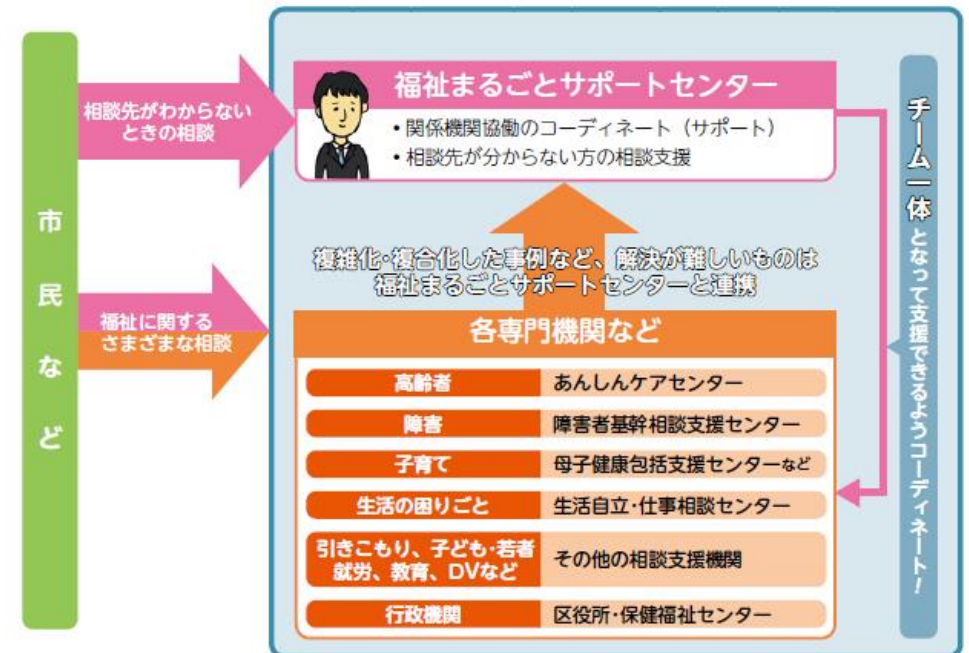 市民など
相談先がわからない
ときの相談
福祉に関する
さまざまな相談
福祉まるごとサポートセンター
・関係機関協働のコーディネート（サポート）
・相談先が分からない方の相談支援
複雑化・複合化した事例など、解決が難しいものは
福祉まるごとサポートセンターと連携
各専門機関など
高齢者 あんしんケアセンター
障害 障害者基幹相談支援センター
子育て 母子健康包括支援センターなど
生活の困りごと 生活自立・仕事相談センター
引きこもり、子ども・若者
就労、教育、DVなど その他の相談支援機関
行政機関 区役所・保健福祉センター
チーム一体となって支援できるようコーディネート！